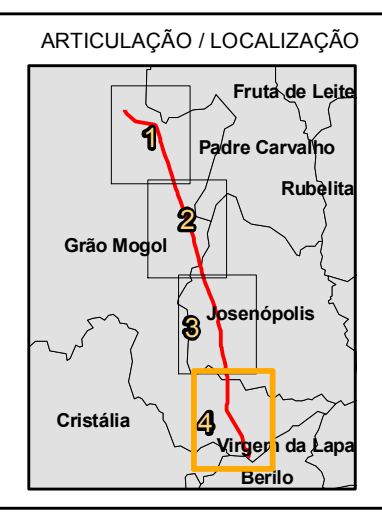 ARTICULAÇÃO / LOCALIZAÇÃO
Fruta de Leite
1
Padre Carvalho
Rubelita
2
Grão Mogol
Josenópolis
3
Cristália
4
Virgem da Lapa
Berilo